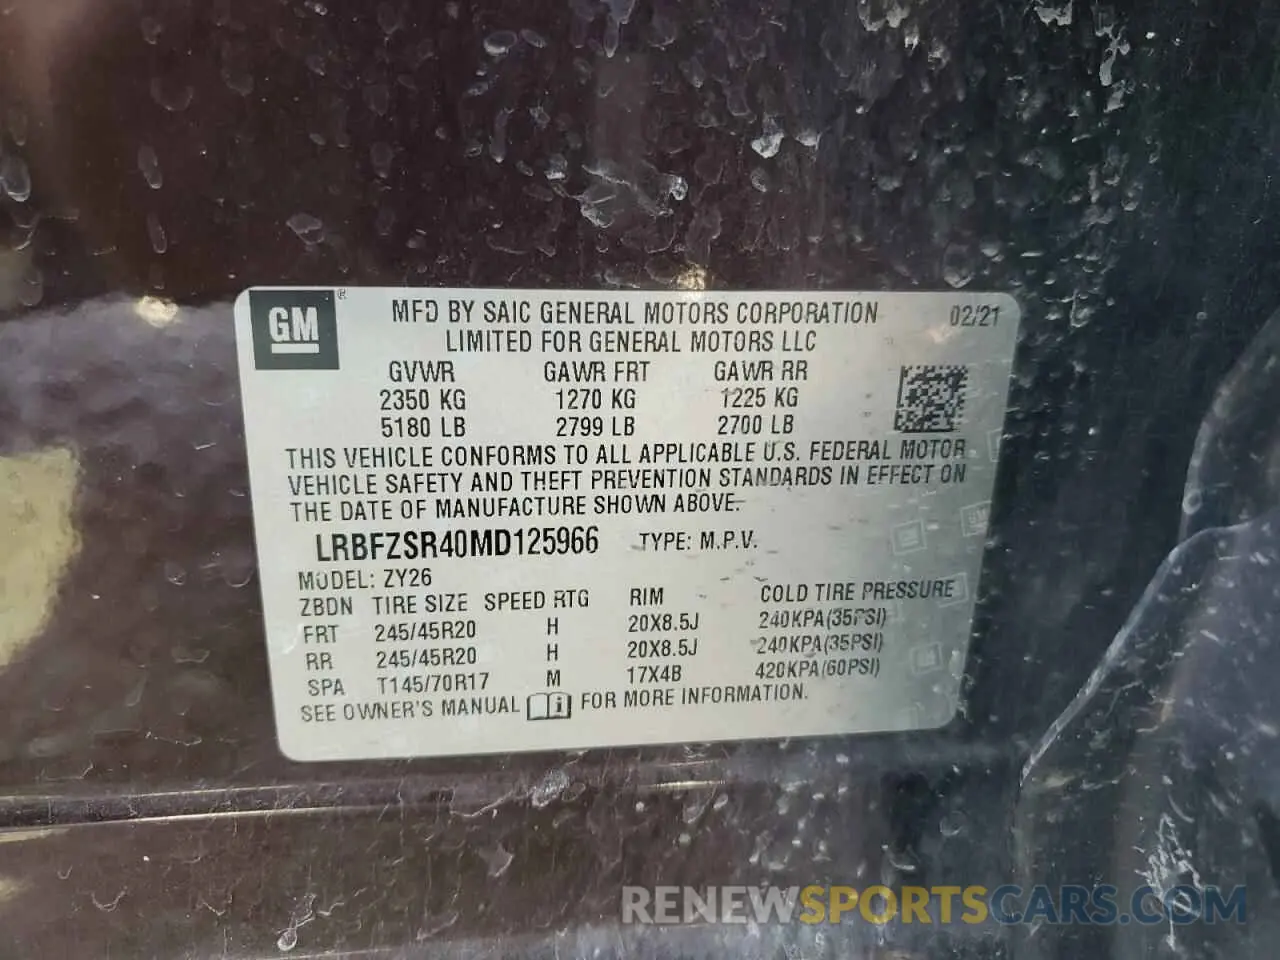 GM
MFD BY SAIC GENERAL MOTORS CORPORATION 02/21
LIMITED FOR GENERAL MOTORS LLC
GVWR GAWR FRT GAWR RR
2350 KG 1270 KG 1225 KG
5180 LB 2799 LB 2700 LB
THIS VEHICLE CONFORMS TO ALL APPLICABLE U.S. FEDERAL MOTOR
VEHICLE SAFETY AND THEFT PREVENTION STANDARDS IN EFFECT ON
THE DATE OF MANUFACTURE SHOWN ABOVE.
LRBFZSR40MD125966 TYPE: M.P.V.
MODEL: ZY26
ZBDN TIRE SIZE SPEED RTG RIM COLD TIRE PRESSURE
FRT 245/45R20 H 20X8.5J 240KPA(35PSI)
RR 245/45R20 H 20X8.5J 240KPA(35PSI)
SPA T145/70R17 M 17X4B 420KPA(60PSI)
SEE OWNER'S MANUAL i FOR MORE INFORMATION.
RENEWSPORTSCARS.COM